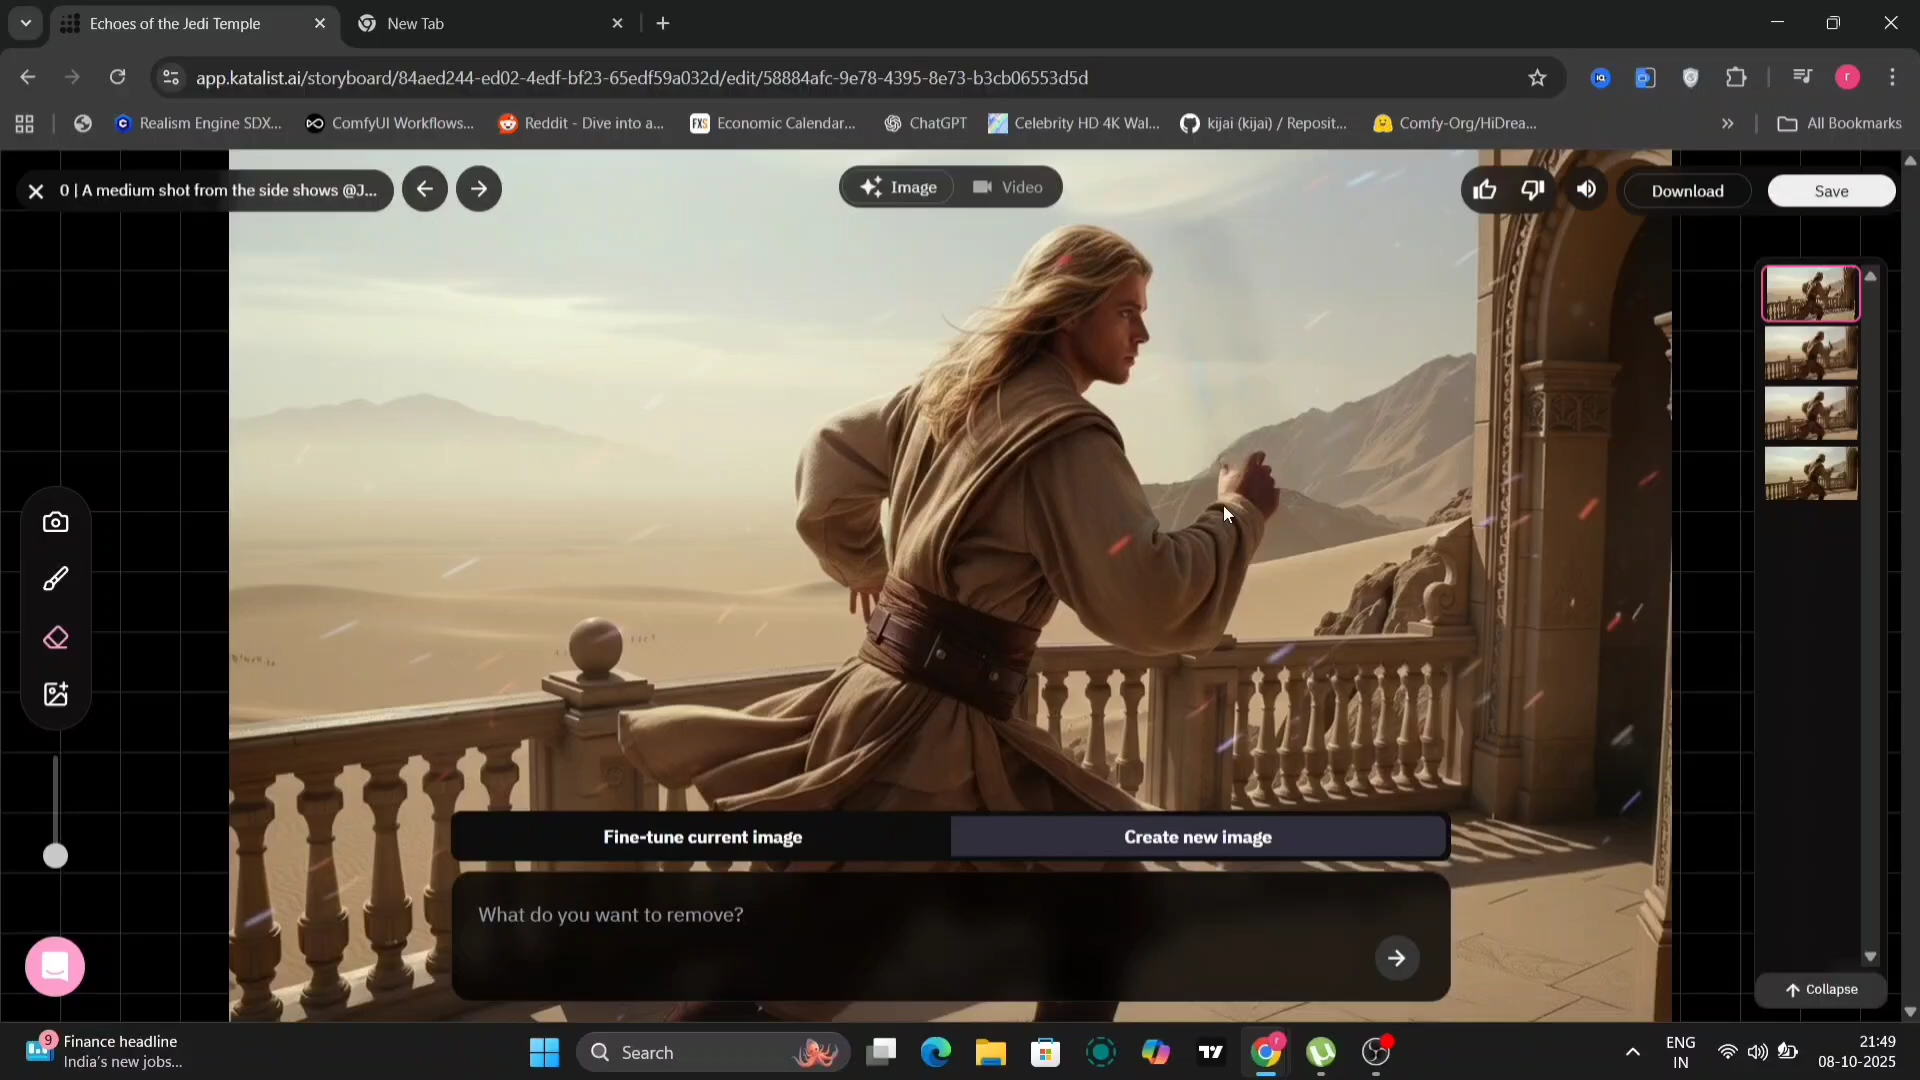 Echoes of the Jedi Temple
New Tab
app.katalist.ai/storyboard/84aed244-ed02-4edf-bf23-65edf59a032d/edit/58884afc-9e78-4395-8e73-b3cb06553d5d
r
Realism Engine SDX...
ComfyUI Workflows...
Reddit - Dive into a...
FXS Economic Calendar...
ChatGPT
Celebrity HD 4K Wal...
kijai (kijai) / Reposit...
Comfy-Org/HiDrea...
All Bookmarks
0 | A medium shot from the side shows @J...
Image
Video
Download
Save
Fine-tune current image
Create new image
What do you want to remove?
Collapse
9
Finance headline
India's new jobs...
Search
ENG
IN
21:49
08-10-2025